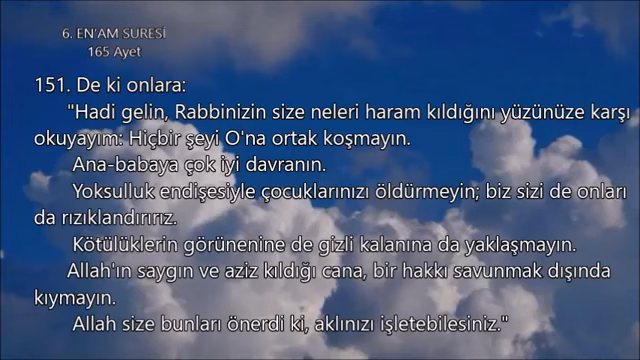 6. EN'AM SURESİ
165 Ayet
151. De ki onlara:
"Hadi gelin, Rabbinizin size neleri haram kıldığını yüzünüze karşı
okuyayım: Hiçbir şeyi O'na ortak koşmayın.
Ana-babaya çok iyi davranın.
Yoksulluk endişesiyle çocuklarınızı öldürmeyin; biz sizi de onları
da rızıklandırırız.
Kötülüklerin görünenine de gizli kalanına da yaklaşmayın.
Allah'ın saygın ve aziz kıldığı cana, bir hakkı savunmak dışında
kıymayın.
Allah size bunları önerdi ki, aklınızı işletebilesiniz."